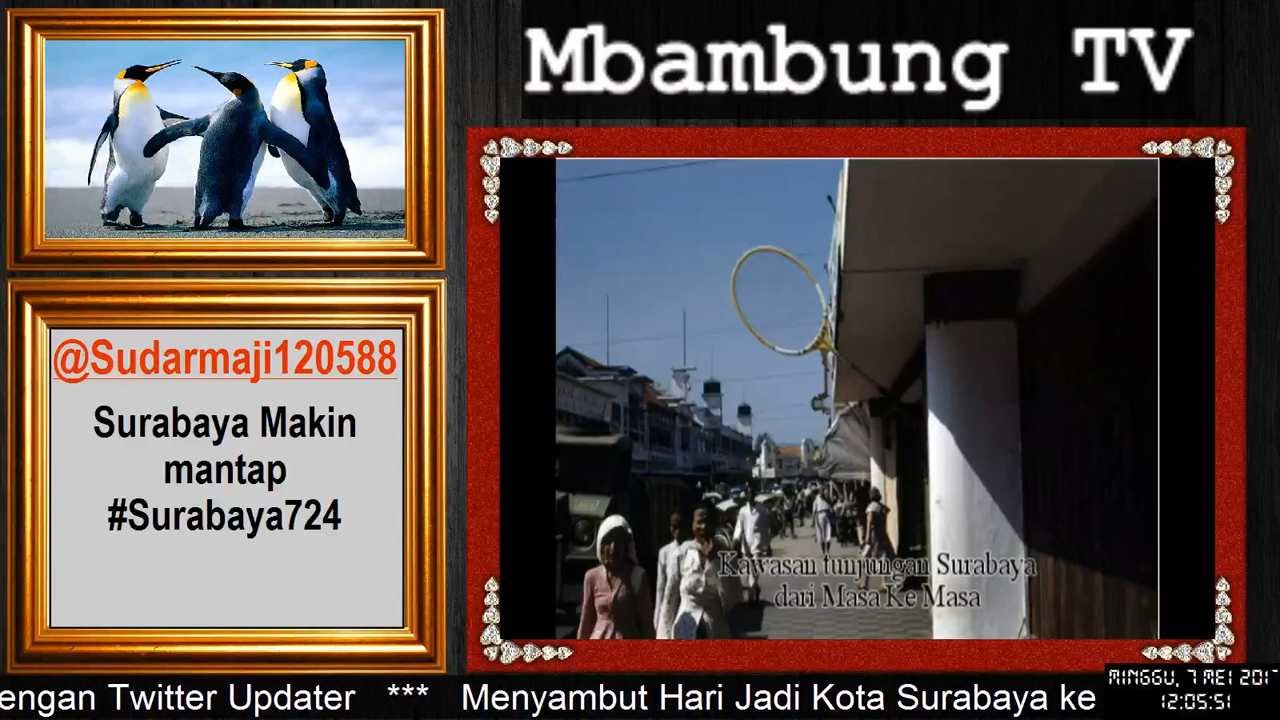 Mbambung TV
@Sudarmaji120588
Surabaya Makin
mantap
#Surabaya724
Kawasan tunjungan Surabaya
dari Masa Ke Masa
engan Twitter Updater *** Menyambut Hari Jadi Kota Surabaya ke
MINGGU, 7 MEI 201
12:05:51